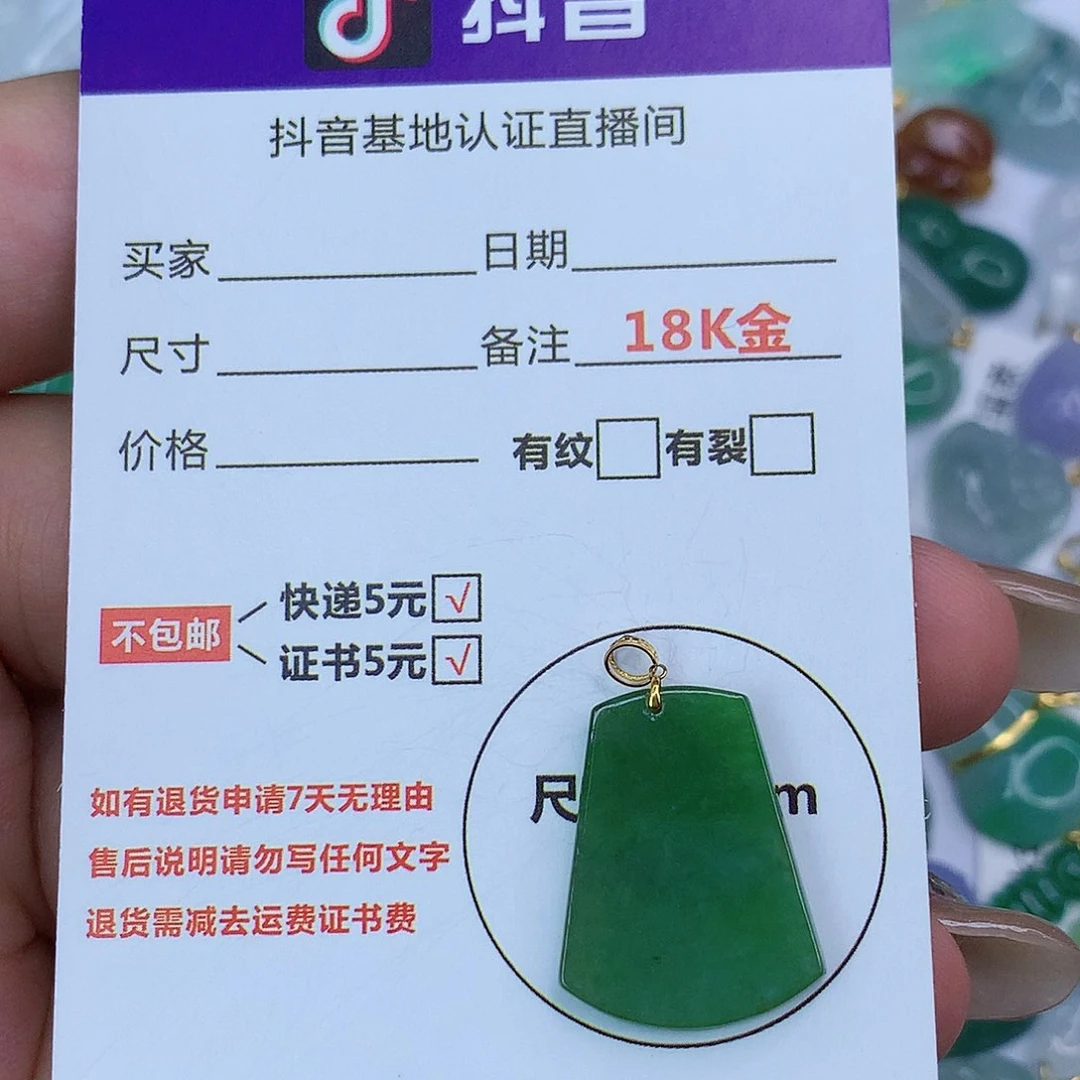 抖音
抖音基地认证直播间
买家 日期
尺寸 备注 18K金
价格 有纹 有裂
不包邮 快递5元 √
证书5元 √
尺 m
如有退货申请7天无理由
售后说明请勿写任何文字
退货需减去运费证书费